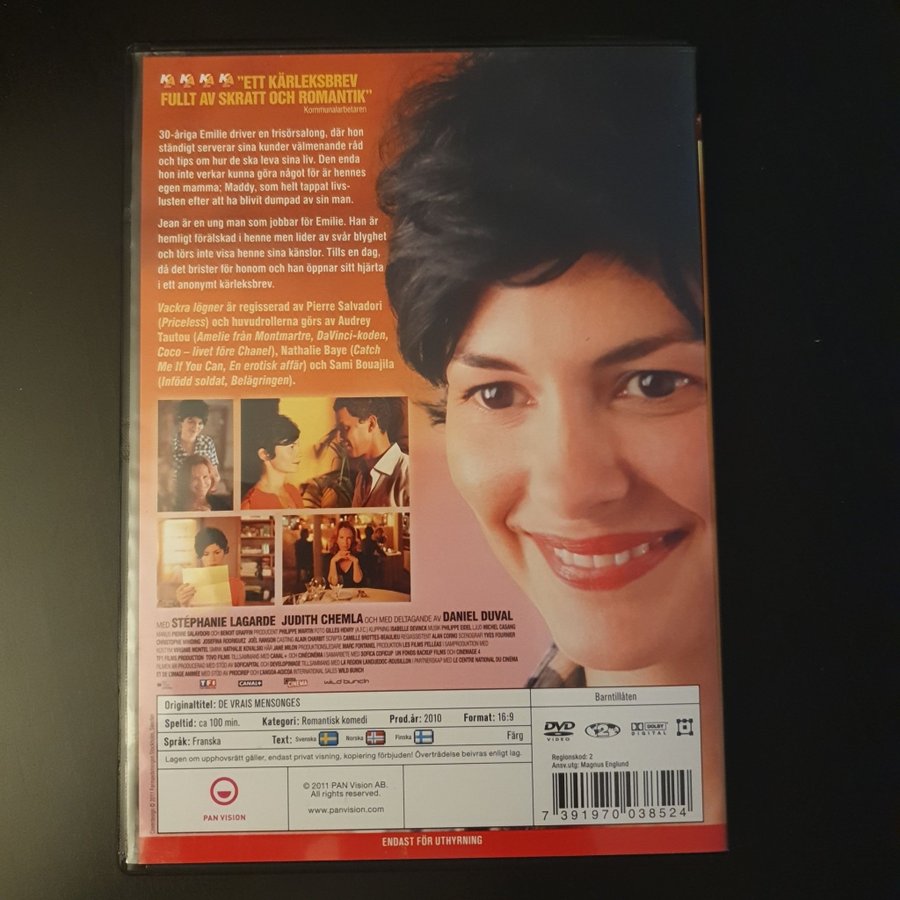 "ETT KÄRLEKSBREV
FULLT AV SKRATT OCH ROMANTIK"
Kommunalarbetaren
30-åriga Emilie driver en frisörsalong, där hon
ständigt serverar sina kunder välmenande råd
och tips om hur de ska leva sina liv. Den enda
hon inte verkar kunna göra något för är hennes
egen mamma; Maddy, som helt tappat livs-
lusten efter att ha blivit dumpad av sin man.
Jean är en ung man som jobbar för Emilie. Han är
hemligt förälskad i henne men lider av svår blyghet
och törs inte visa henne sina känslor. Tills en dag,
då det brister för honom och han öppnar sitt hjärta
i ett anonymt kärleksbrev.
Vackra lögner är regisserad av Pierre Salvadori
(Priceless) och huvudrollerna görs av Audrey
Tautou (Amelie från Montmartre, DaVinci-koden,
Coco – livet före Chanel), Nathalie Baye (Catch
Me If You Can, En erotisk affär) och Sami Bouajila
(Infödd soldat, Belägringen).
MED STÉPHANIE LAGARDE JUDITH CHEMLA OCH MED DELTAGANDE AV DANIEL DUVAL
TF1 CANAL+ CINEMA wild bunch
Originaltitel: DE VRAIS MENSONGES
Speltid: ca 100 min. Kategori: Romantisk komedi Prod.år: 2010 Format: 16:9
Språk: Franska Text: Svenska Norska Finska Färg
Lagen om upphovsrätt gäller, endast privat visning, kopiering förbjuden! Överträdelse beivras enligt lag.
PAN VISION
© 2011 PAN Vision AB.
All rights reserved.
www.panvision.com
Barntillåten
DVD VIDEO 2 DOLBY DIGITAL
Regionskod: 2
Ansv.utg: Magnus Englund
7 391970 038524
ENDAST FÖR UTHYRNING